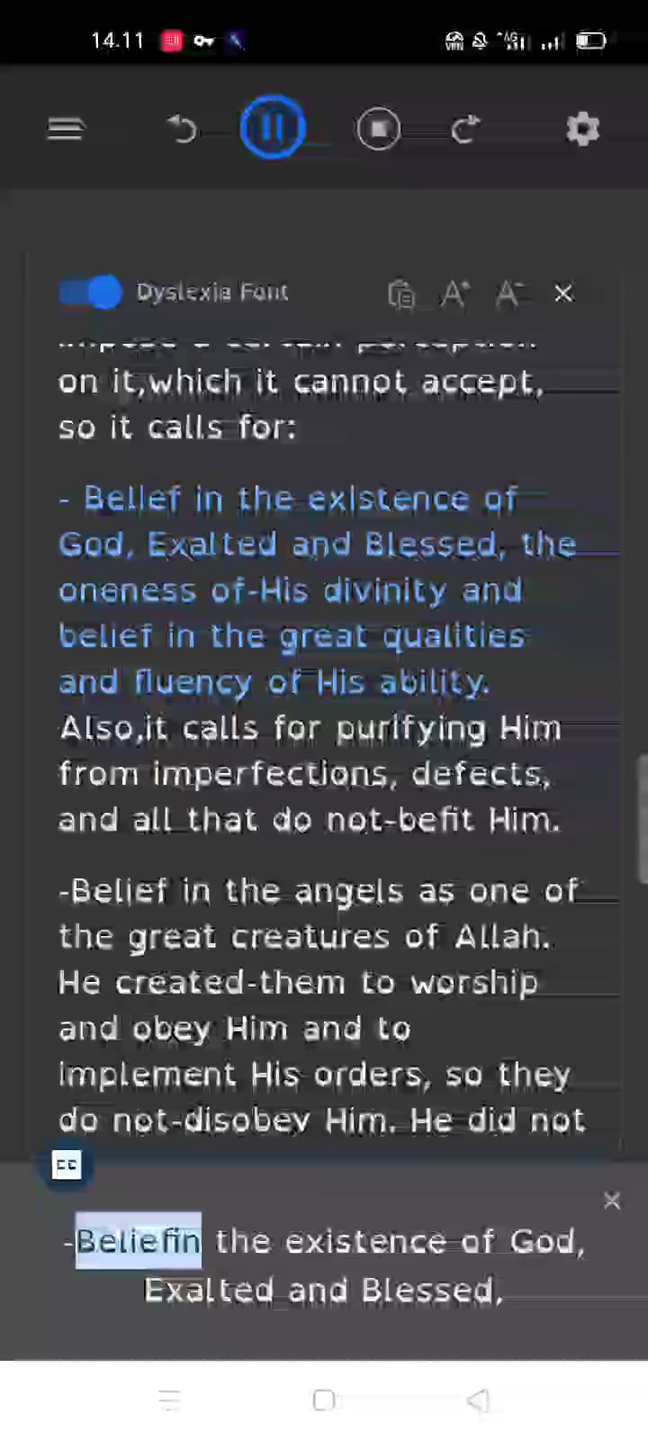 14.11
Dyslexia Font
on it,which it cannot accept,
so it calls for:
- Belief in the existence of
God, Exalted and Blessed, the
oneness of-His divinity and
belief in the great qualities
and fluency of His ability.
Also,it calls for purifying Him
from imperfections, defects,
and all that do not-befit Him.
-Belief in the angels as one of
the great creatures of Allah.
He created-them to worship
and obey Him and to
implement His orders, so they
do not-disobey Him. He did not
-Beliefin the existence of God,
Exalted and Blessed,